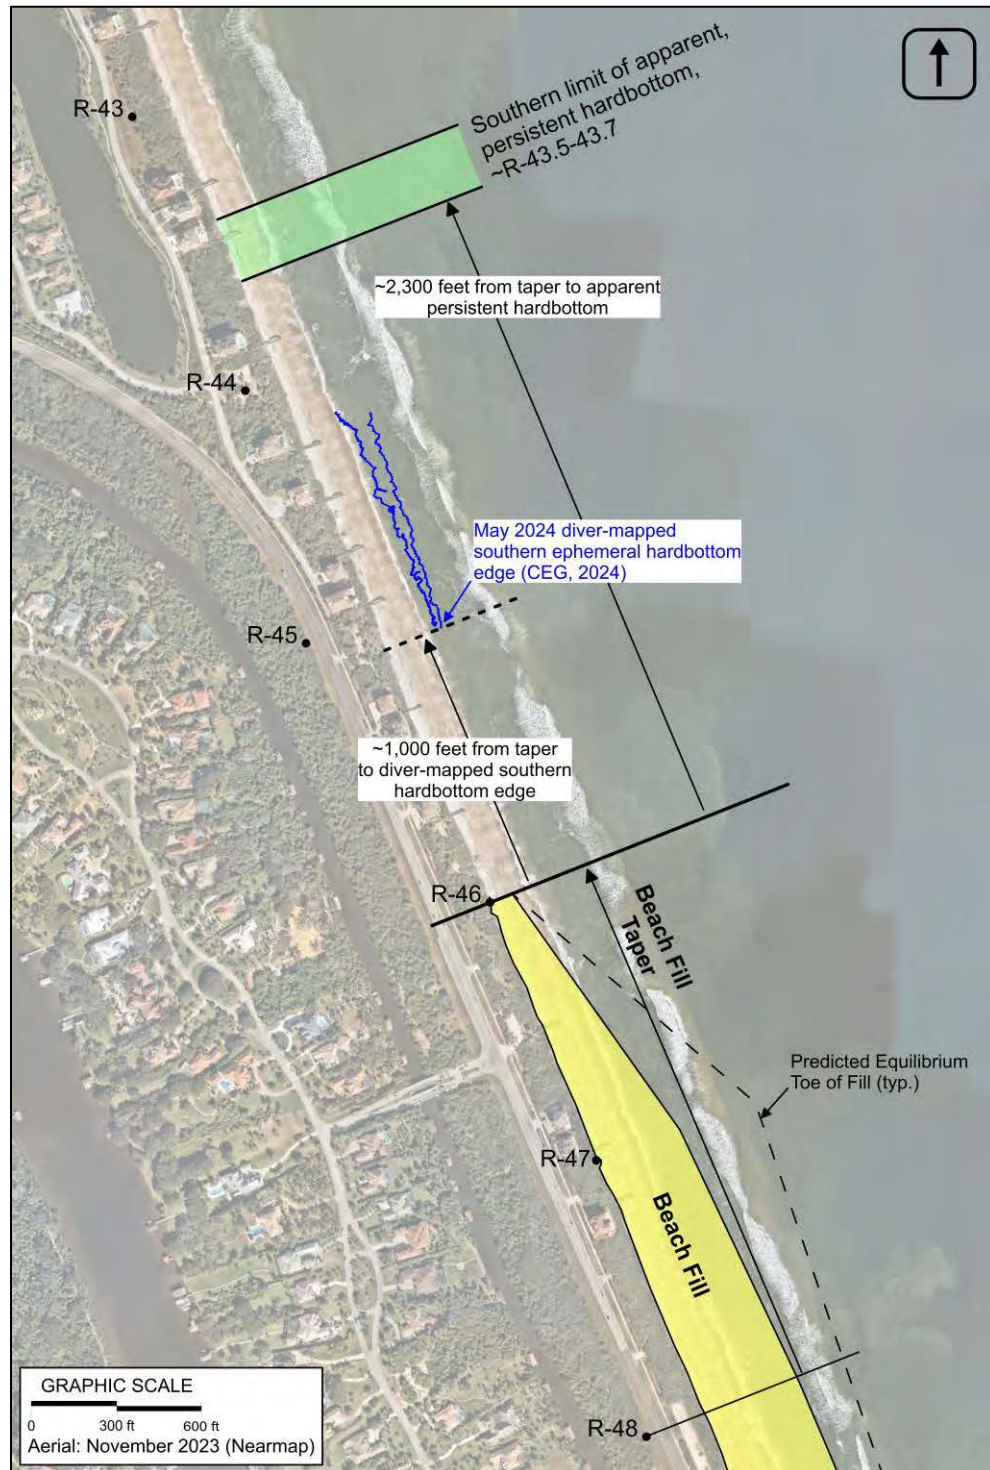 R-43
Southern limit of apparent,
persistent hardbottom,
~R-43.5-43.7
~2,300 feet from taper to apparent
persistent hardbottom
R-44
May 2024 diver-mapped
southern ephemeral hardbottom
edge (CEG, 2024)
R-45
~1,000 feet from taper
to diver-mapped southern
hardbottom edge
R-46
Beach Fill
Taper
Predicted Equilibrium
Toe of Fill (typ.)
R-47
Beach Fill
GRAPHIC SCALE
0 300 ft 600 ft
Aerial: November 2023 (Nearmap)
R-48